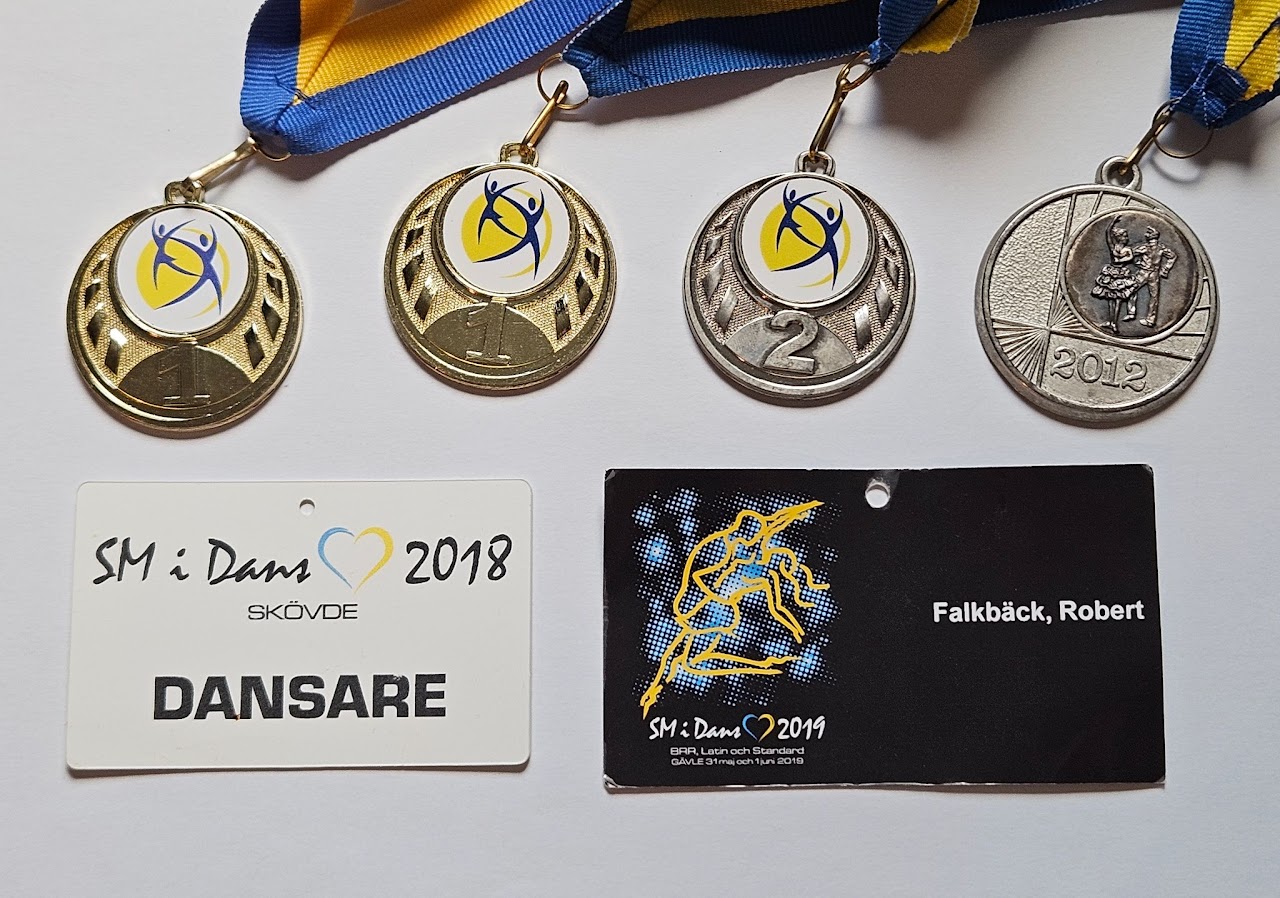 1
1
2
2012
SM i Dans 2018
SKÖVDE
DANSARE
Falkbäck, Robert
SM i Dans 2019
BRR, Latin och Standard
GÄVLE 31 maj och 1 juni 2019